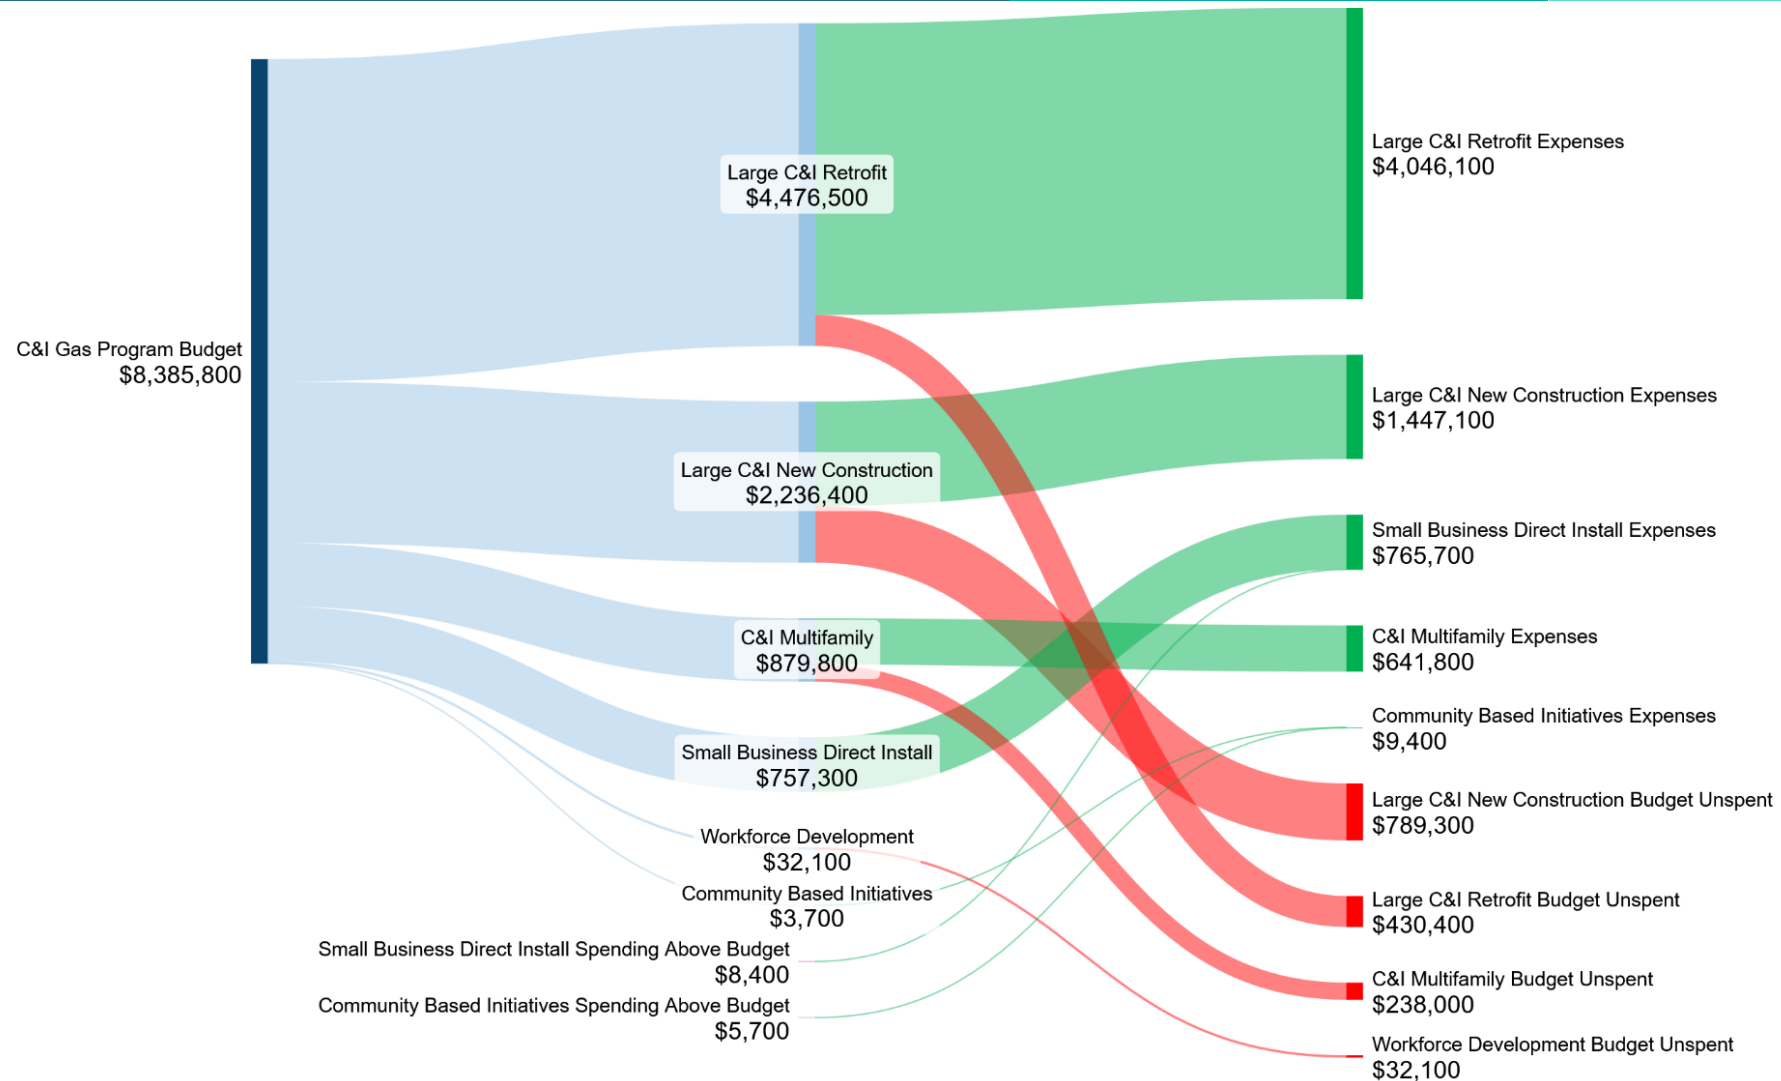 C&I Gas Program Budget
$8,385,800
Large C&I Retrofit
$4,476,500
Large C&I New Construction
$2,236,400
C&I Multifamily
$879,800
Small Business Direct Install
$757,300
Workforce Development
$32,100
Community Based Initiatives
$3,700
Small Business Direct Install Spending Above Budget
$8,400
Community Based Initiatives Spending Above Budget
$5,700
Large C&I Retrofit Expenses
$4,046,100
Large C&I New Construction Expenses
$1,447,100
Small Business Direct Install Expenses
$765,700
C&I Multifamily Expenses
$641,800
Community Based Initiatives Expenses
$9,400
Large C&I New Construction Budget Unspent
$789,300
Large C&I Retrofit Budget Unspent
$430,400
C&I Multifamily Budget Unspent
$238,000
Workforce Development Budget Unspent
$32,100